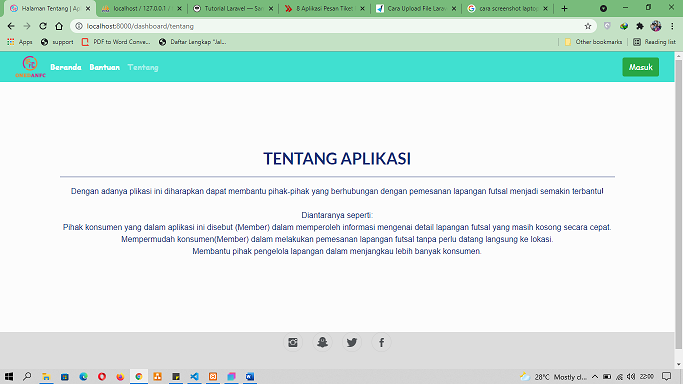 Halaman Tentang | Ap
localhost / 127.0.0.1 /
Tutorial Laravel — San
8 Aplikasi Pesan Tiket
Cara Upload File Larav
cara screenshot laptop
localhost:8000/dashboard/tentang
Apps
support |
PDF to Word Conve...
Daftar Lengkap "Jal...
Other bookmarks
Reading list
Beranda
Bantuan
Tentang
Masuk
TENTANG APLIKASI
Dengan adanya plikasi ini diharapkan dapat membantu pihak-pihak yang berhubungan dengan pemesanan lapangan futsal menjadi semakin terbantu!
Diantaranya seperti:
Pihak konsumen yang dalam aplikasi ini disebut (Member) dalam memperoleh informasi mengenai detail lapangan futsal yang masih kosong secara cepat.
Mempermudah konsumen(Member) dalam melakukan pemesanan lapangan futsal tanpa perlu datang langsung ke lokasi.
Membantu pihak pengelola lapangan dalam menjangkau lebih banyak konsumen.
28°C Mostly cl...
22:00